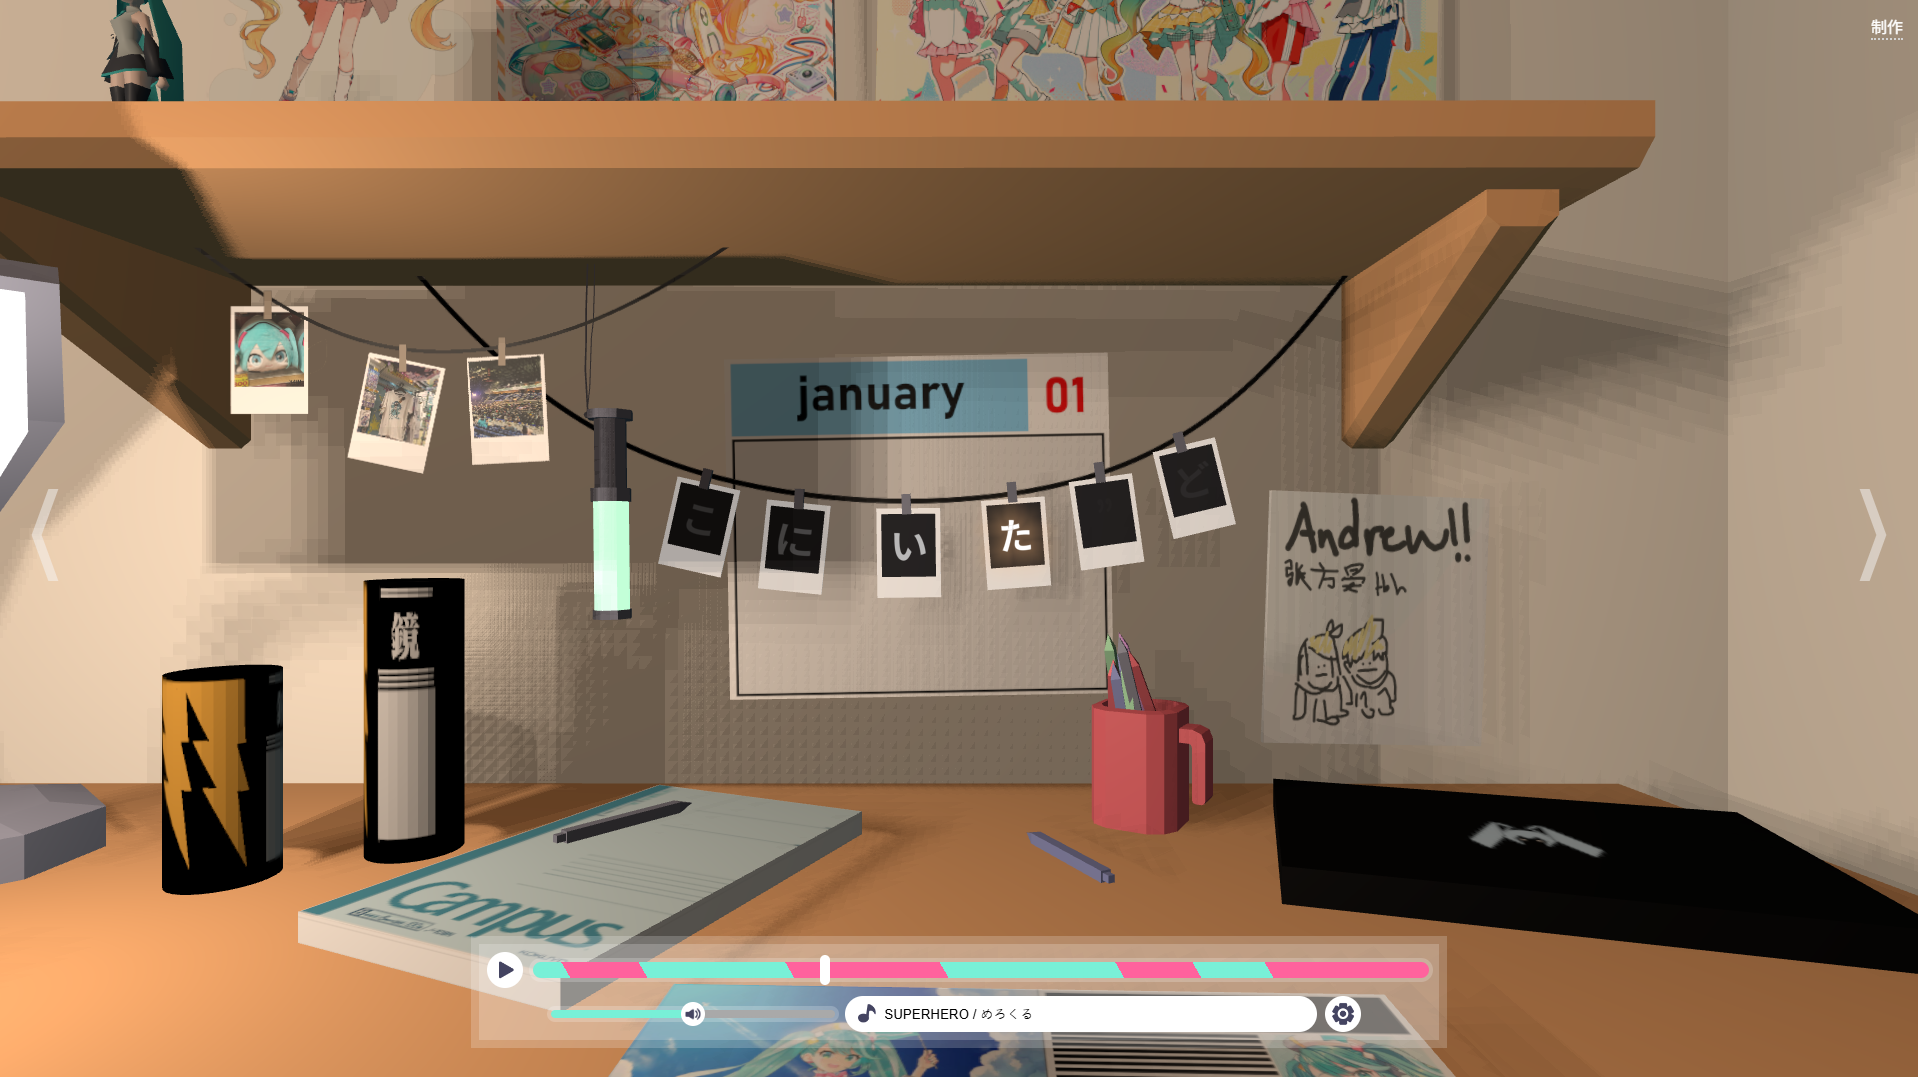 制作
january 01
こ に い た ど
Andrew!!
张方晏
鏡
Campus
SUPERHERO / めろくる